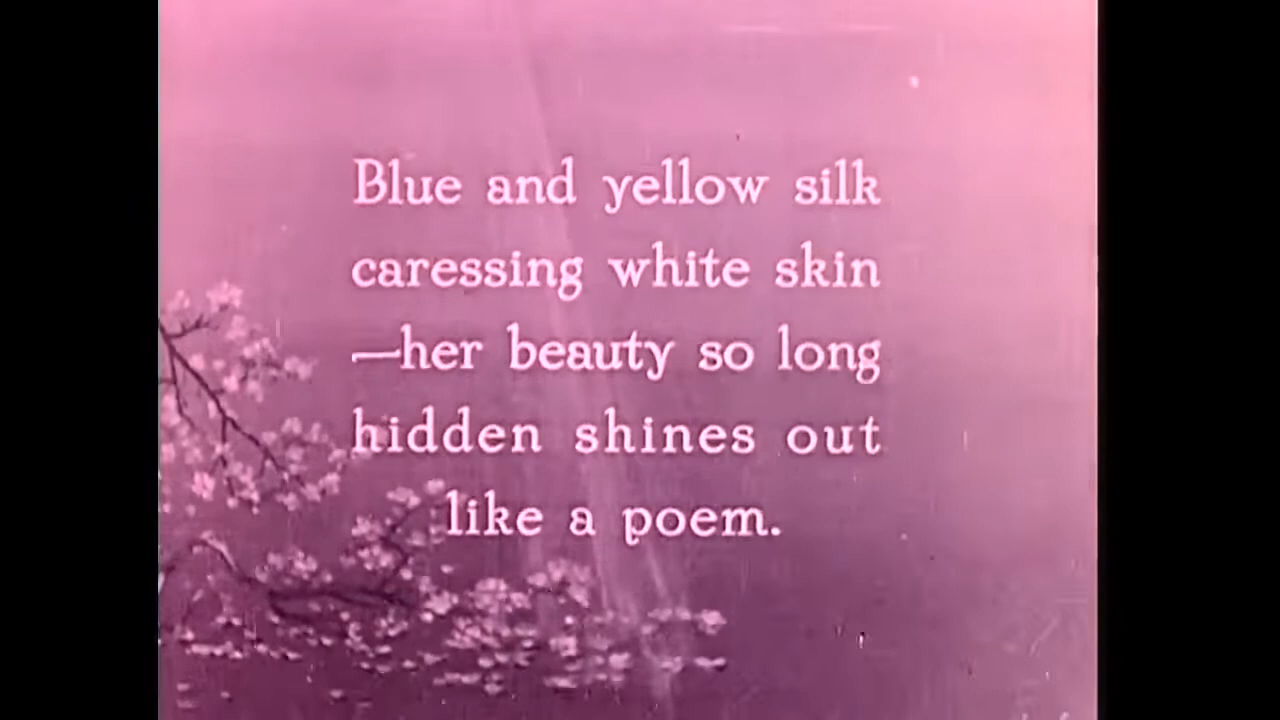 Blue and yellow silk
caressing white skin
—her beauty so long
hidden shines out
like a poem.